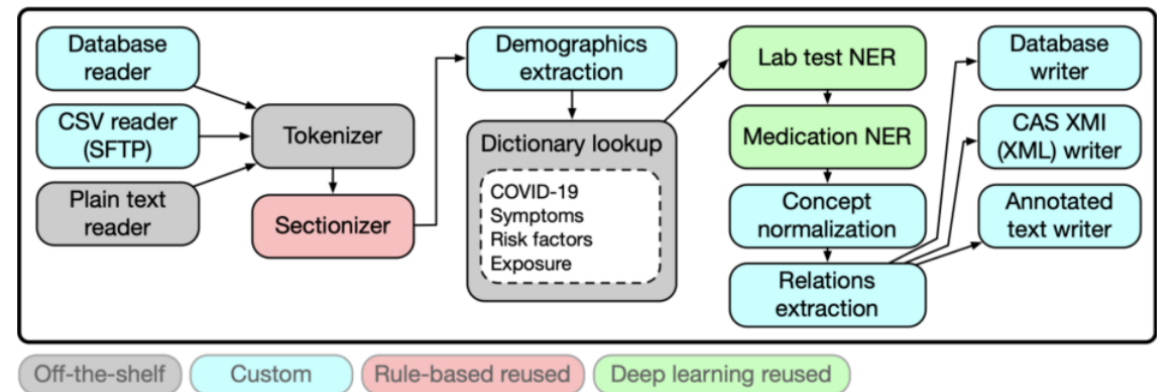 Database
reader
CSV reader
(SFTP)
Plain text
reader
Tokenizer
Sectionizer
Demographics
extraction
Dictionary lookup
COVID-19
Symptoms
Risk factors
Exposure
Lab test NER
Medication NER
Concept
normalization
Relations
extraction
Database
writer
CAS XMI
(XML) writer
Annotated
text writer
Off-the-shelf
Custom
Rule-based reused
Deep learning reused